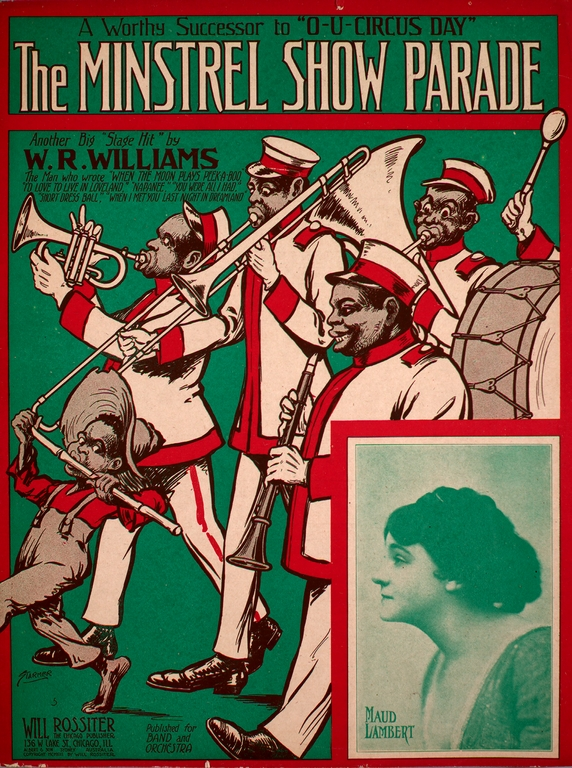 A Worthy Successor to "O-U-CIRCUS DAY"
The MINSTREL SHOW PARADE
Another Big "Stage Hit" by
W. R. WILLIAMS
The Man who wrote "WHEN THE MOON PLAYS PEEK-A-BOO,"
"I'D LOVE TO LIVE IN LOVELAND," "NARANEE," "YOU WERE ALL I HAD,"
"SHORT DRESS BALL," "WHEN I MET YOU LAST NIGHT IN DREAMLAND"
STARMER
WILL ROSSITER
THE CHICAGO PUBLISHER,
136 W. LAKE ST. CHICAGO, ILL.
AUSTRALIA
Published for
BAND and
ORCHESTRA
MAUD
LAMBERT